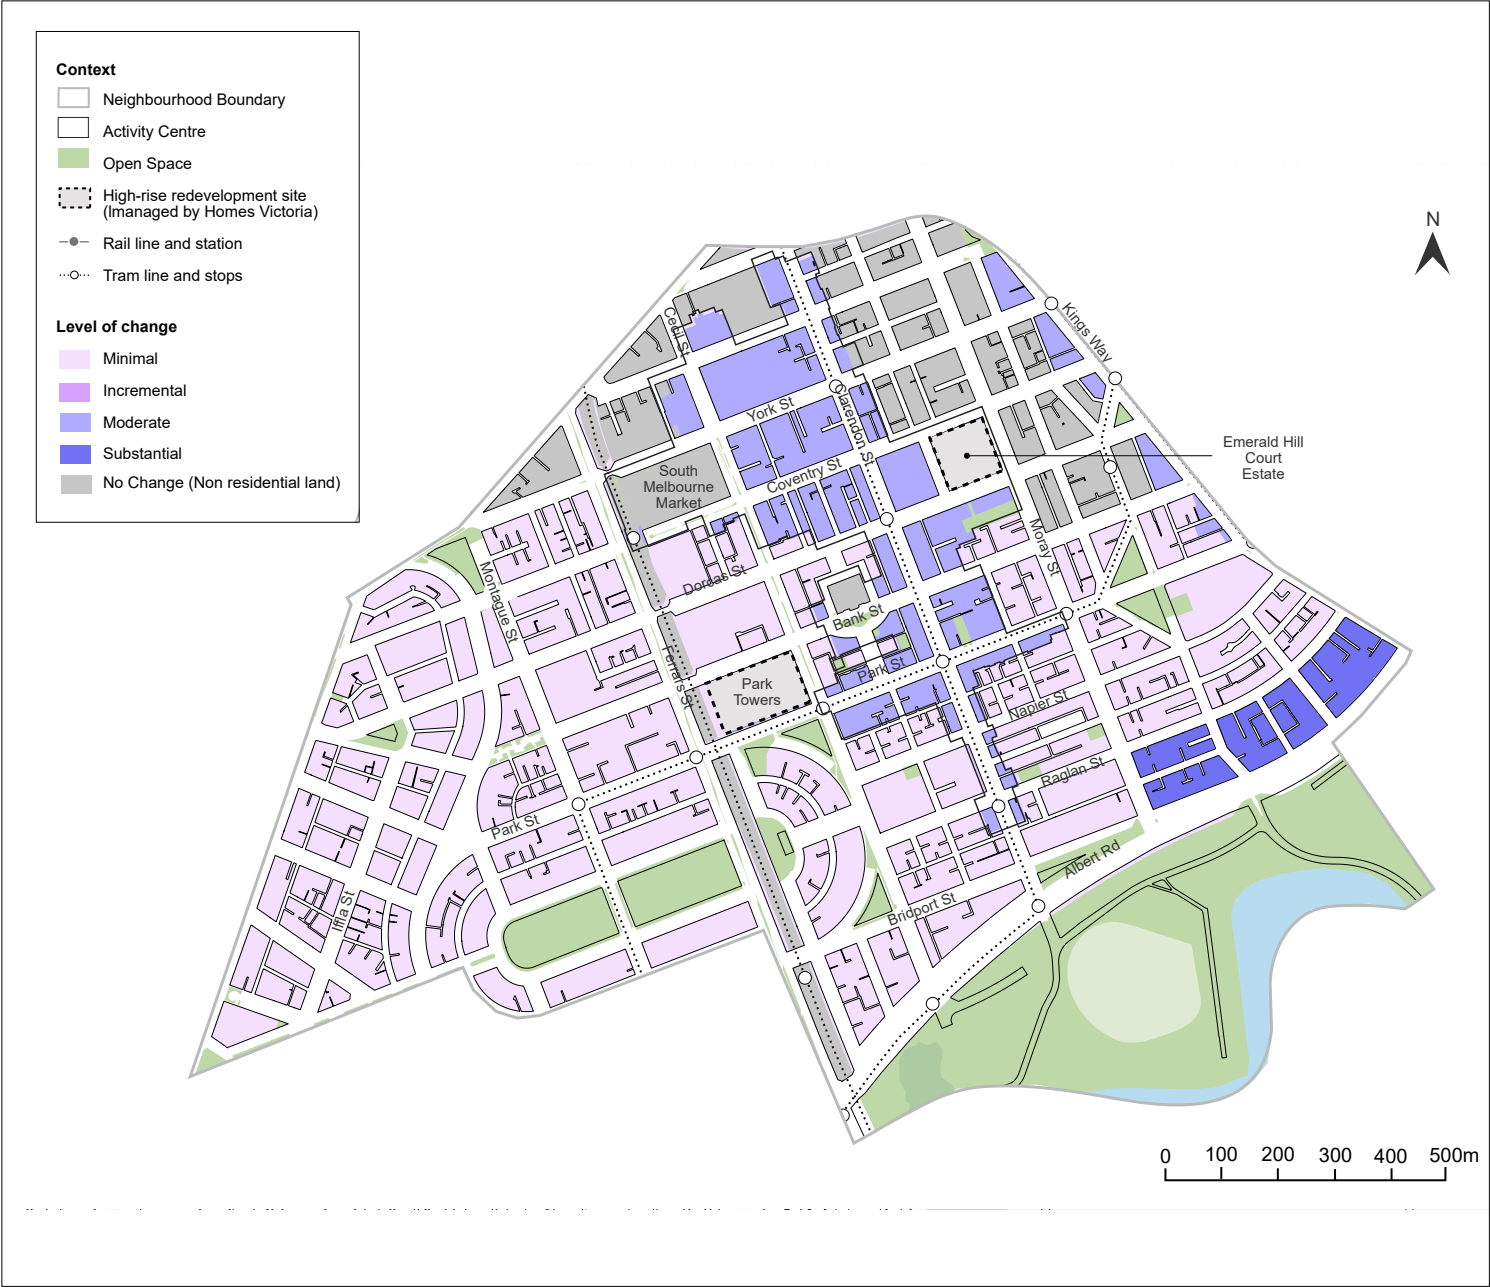 Context
Neighbourhood Boundary
Activity Centre
Open Space
High-rise redevelopment site
(Imanaged by Homes Victoria)
Rail line and station
Tram line and stops
Level of change
Minimal
Incremental
Moderate
Substantial
No Change (Non residential land)
N
Cecil St
Kings Way
York St
Clarendon St
Emerald Hill
Court
Estate
South
Melbourne
Market
Coventry St
Moray St
Dorcas St
Montague St
Bank St
Ferrars St
Park St
Park
Towers
Napier St
Raglan St
Park St
Albert Rd
Iffla St
Bridport St
0 100 200 300 400 500m